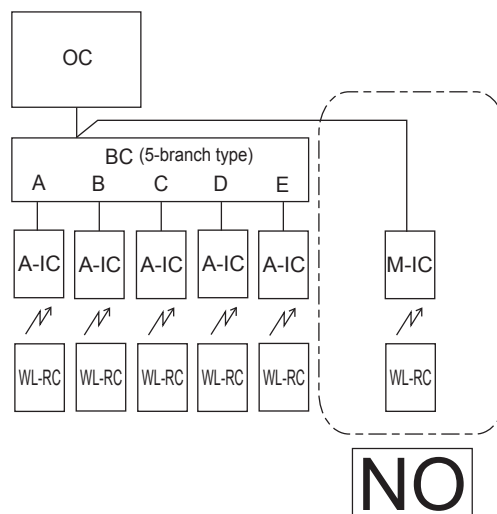 OC
BC (5-branch type)
A B C D E
A-IC A-IC A-IC A-IC A-IC M-IC
WL-RC WL-RC WL-RC WL-RC WL-RC WL-RC
NO